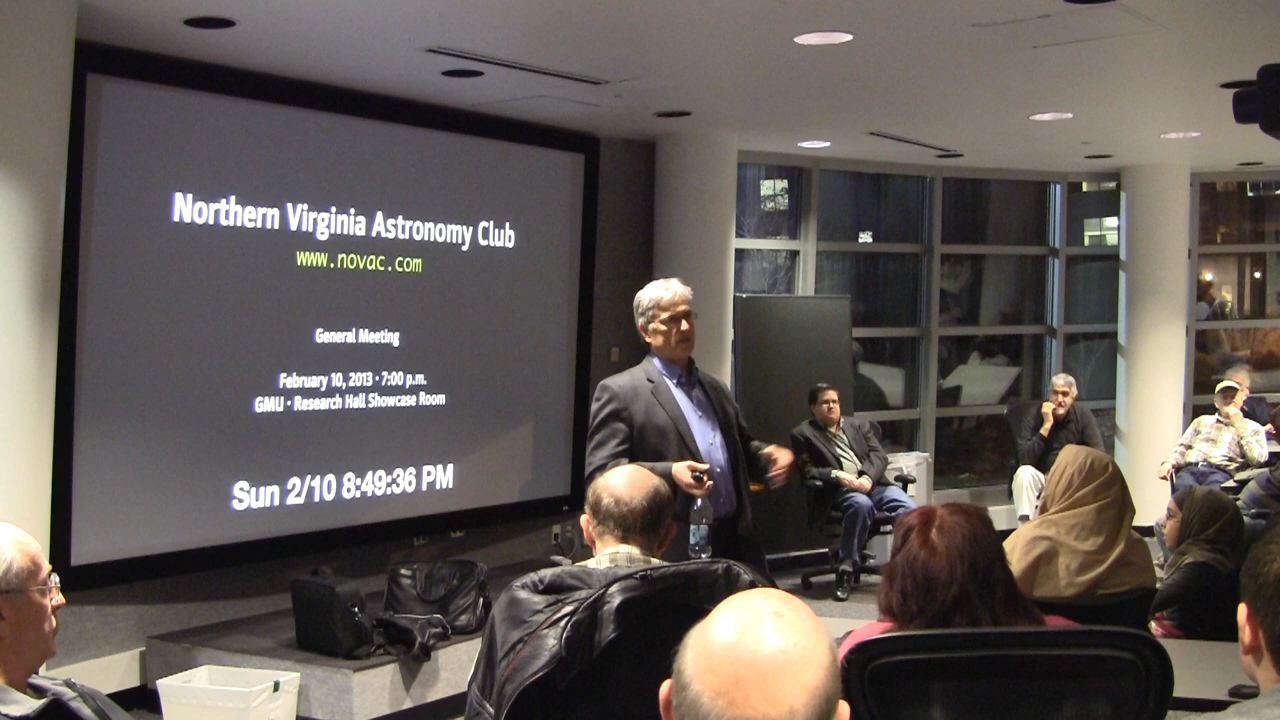 Northern Virginia Astronomy Club
www.novac.com
General Meeting
February 10, 2013 • 7:00 p.m.
GMU • Research Hall Showcase Room
Sun 2/10 8:49:36 PM